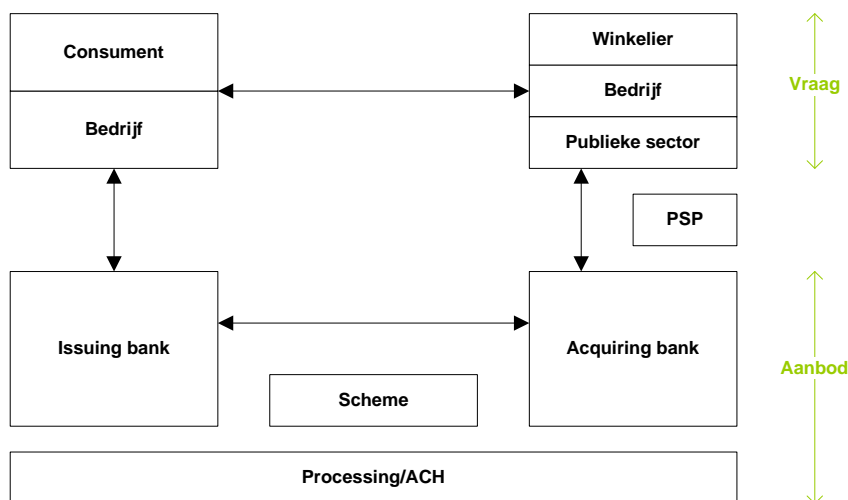 Consument
Bedrijf
Winkelier
Bedrijf
Publieke sector
Vraag
PSP
Issuing bank
Acquiring bank
Scheme
Aanbod
Processing/ACH